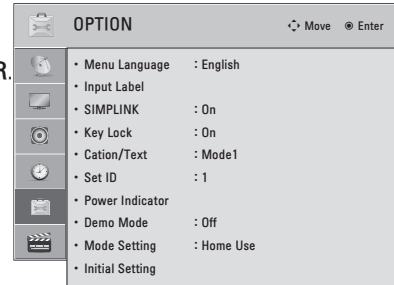 OPTION Move Enter
R.
• Menu Language : English
• Input Label
• SIMPLINK : On
• Key Lock : On
• Cation/Text : Mode1
• Set ID : 1
• Power Indicator
• Demo Mode : Off
• Mode Setting : Home Use
• Initial Setting